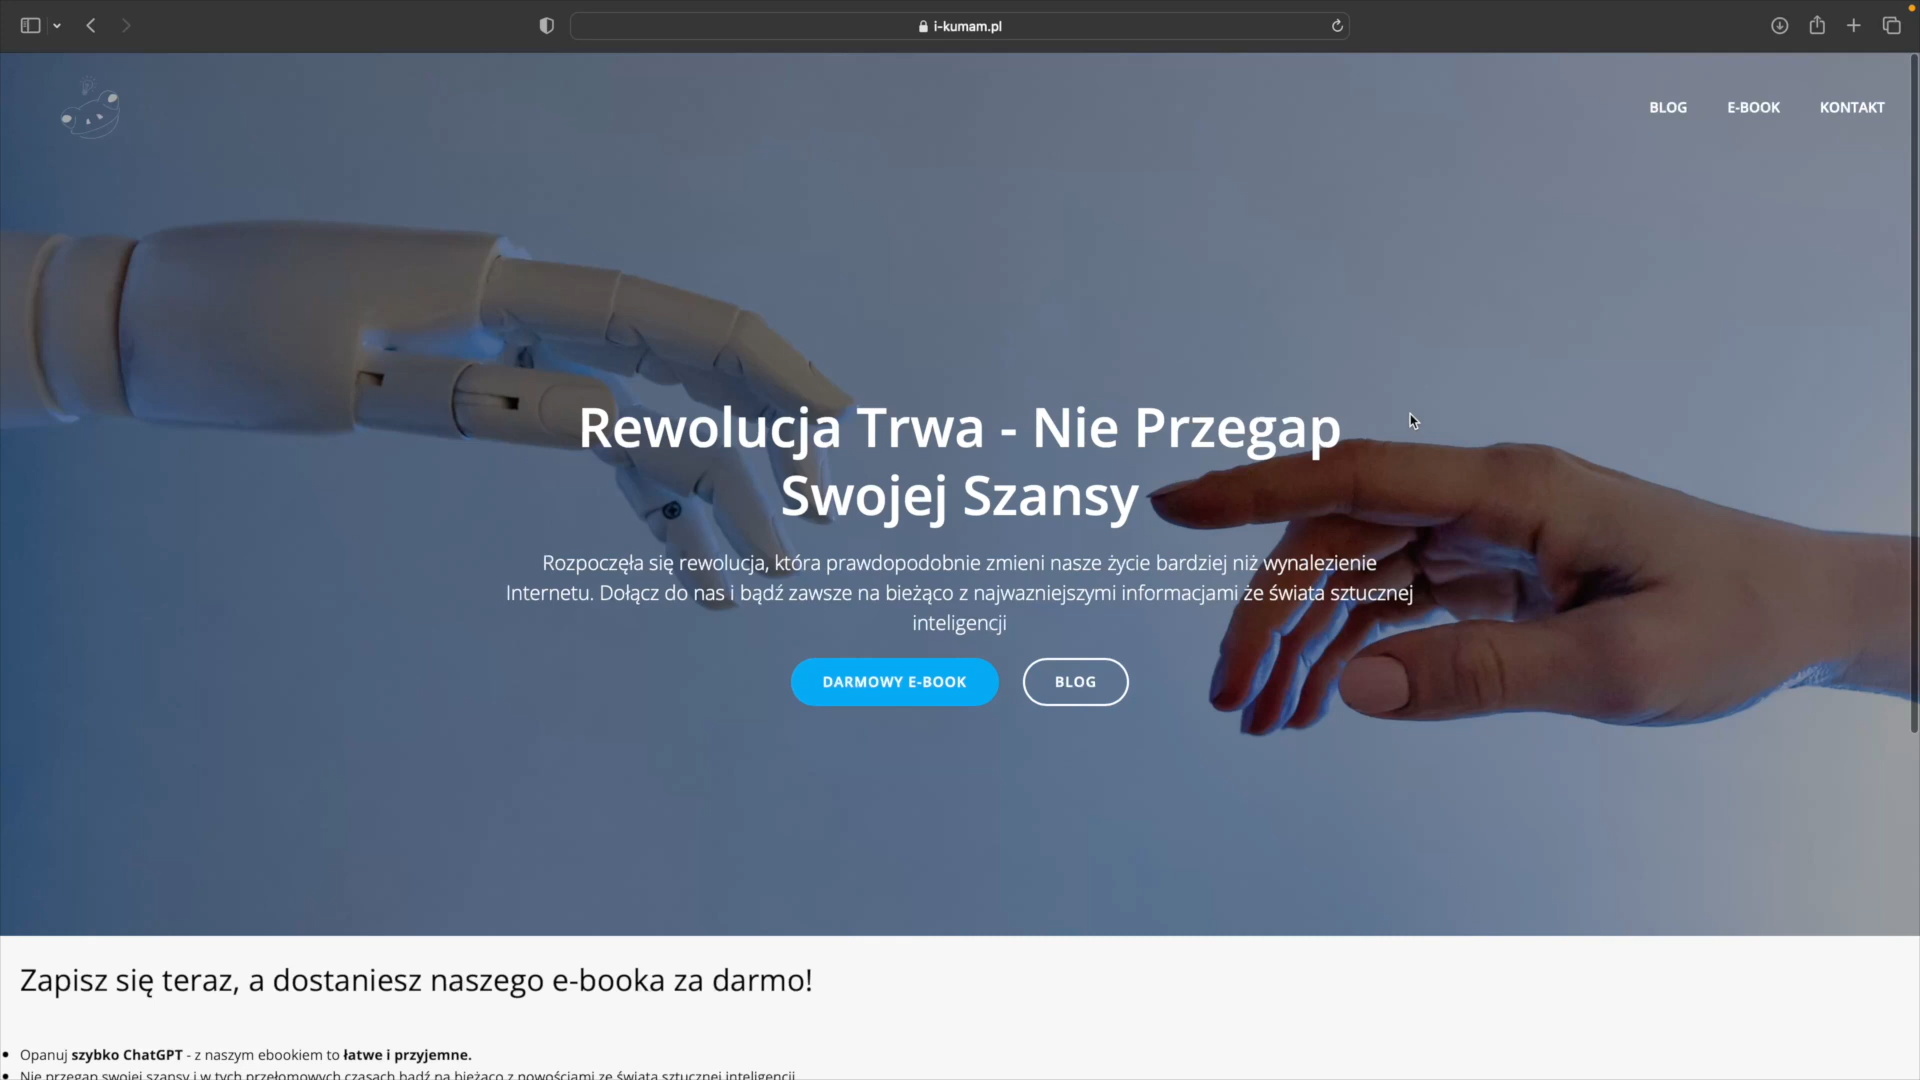 i-kumam.pl
BLOG E-BOOK KONTAKT
Rewolucja Trwa - Nie Przegap
Swojej Szansy
Rozpoczęła się rewolucja, która prawdopodobnie zmieni nasze życie bardziej niż wynalezienie
Internetu. Dołącz do nas i bądź zawsze na bieżąco z najwazniejszymi informacjami że świata sztucznej
inteligencji
DARMOWY E-BOOK BLOG
Zapisz się teraz, a dostaniesz naszego e-booka za darmo!
Opanuj szybko ChatGPT - z naszym ebookiem to łatwe i przyjemne.
Nie przegap swojej szansy i w tych przełomowych czasach bądź na bieżąco z nowościami ze świata sztucznej inteligencji